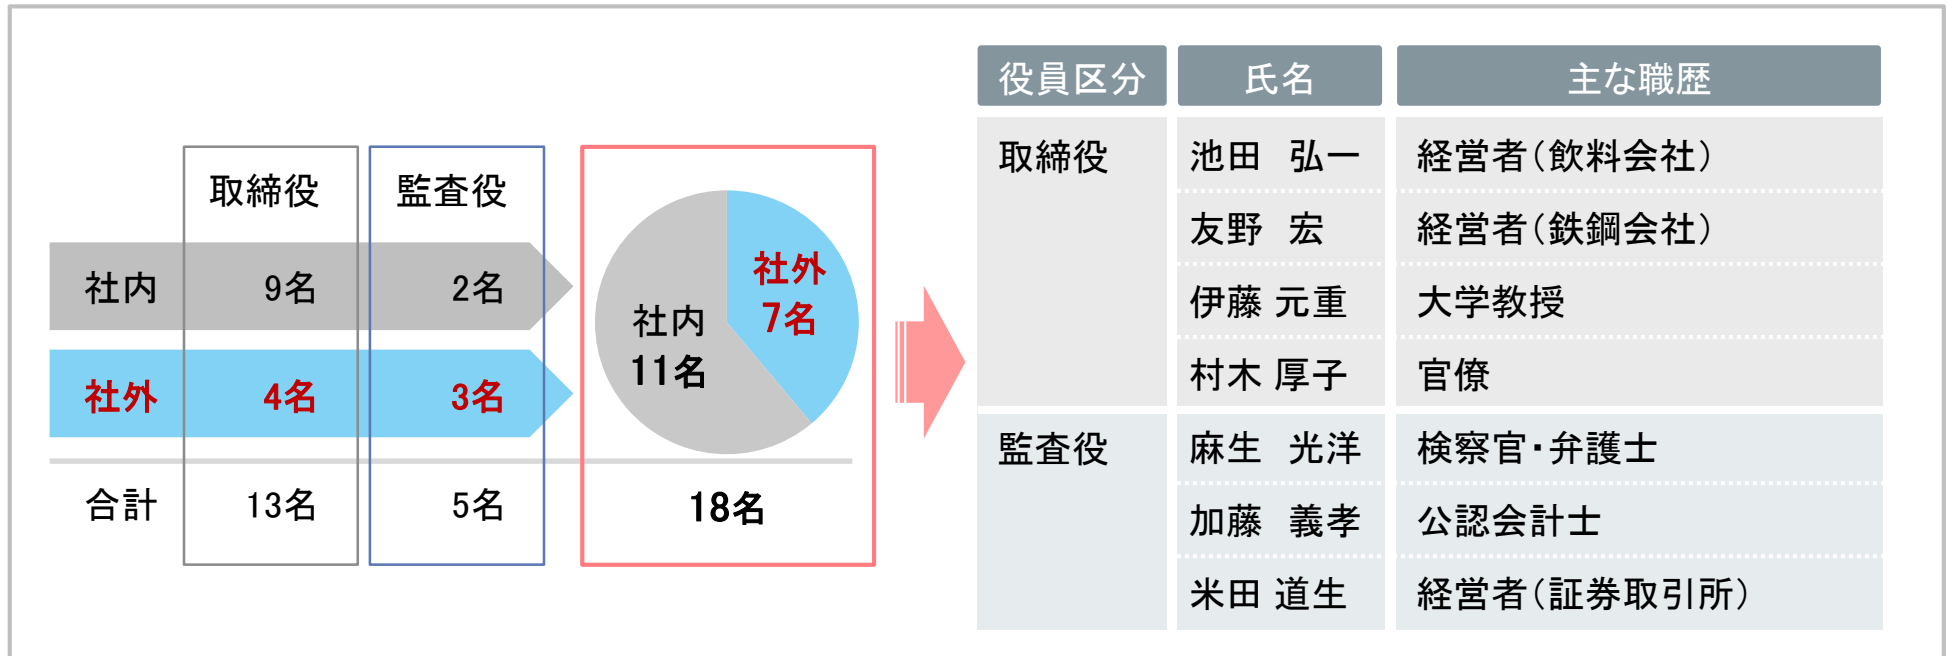 取締役 監査役
社内 9名 2名
社外 4名 3名
合計 13名 5名 18名
社外
7名
社内
11名
役員区分 氏名 主な職歴
取締役 池田　弘一 経営者（飲料会社）
友野　宏 経営者（鉄鋼会社）
伊藤 元重 大学教授
村木 厚子 官僚
監査役 麻生　光洋 検察官・弁護士
加藤　義孝 公認会計士
米田 道生 経営者（証券取引所）